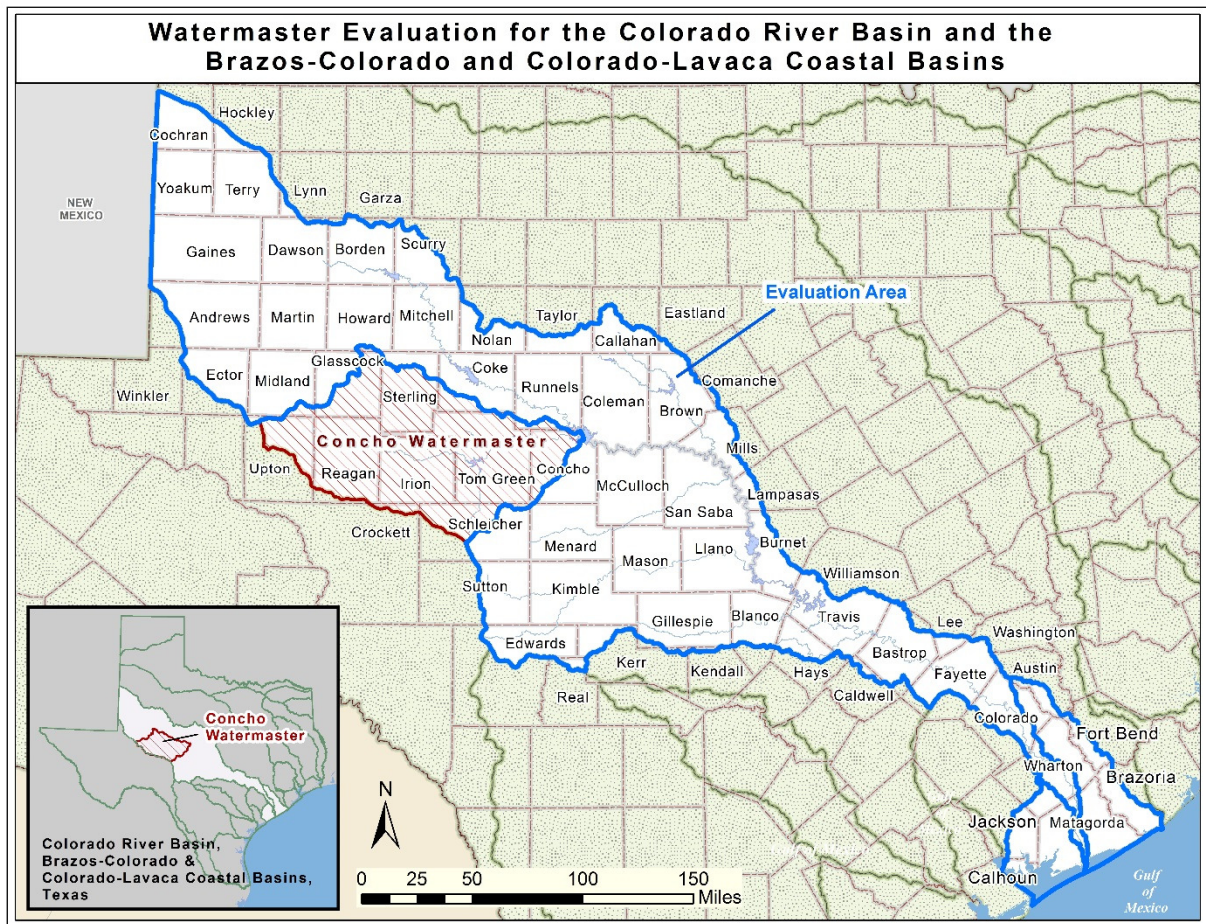 Watermaster Evaluation for the Colorado River Basin and the
Brazos-Colorado and Colorado-Lavaca Coastal Basins
Hockley
Cochran
NEW
MEXICO
Yoakum
Terry
Lynn
Garza
Gaines
Dawson
Borden
Scurry
Evaluation Area
Andrews
Martin
Howard
Mitchell
Nolan
Taylor
Callahan
Eastland
Winkler
Ector
Midland
Glasscock
Sterling
Coke
Runnels
Coleman
Brown
Comanche
Concho Watermaster
Mills
Upton
Reagan
Irion
Tom Green
Concho
McCulloch
San Saba
Lampasas
Crockett
Schleicher
Menard
Mason
Llano
Burnet
Sutton
Kimble
Williamson
Edwards
Gillespie
Blanco
Travis
Lee
Washington
Real
Kerr
Kendall
Hays
Caldwell
Bastrop
Fayette
Austin
Colorado
Fort Bend
Wharton
Brazoria
Jackson
Matagorda
Calhoun
Gulf
of
Mexico
Concho
Watermaster
Colorado River Basin,
Brazos-Colorado &
Colorado-Lavaca Coastal Basins,
Texas
N
0 25 50 100 150
Miles